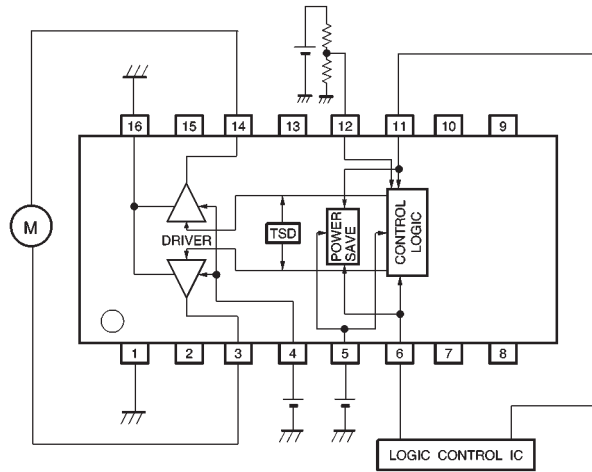 16 15 14 13 12 11 10 9
M
DRIVER
TSD
POWER
SAVE
CONTROL
LOGIC
1 2 3 4 5 6 7 8
LOGIC CONTROL IC